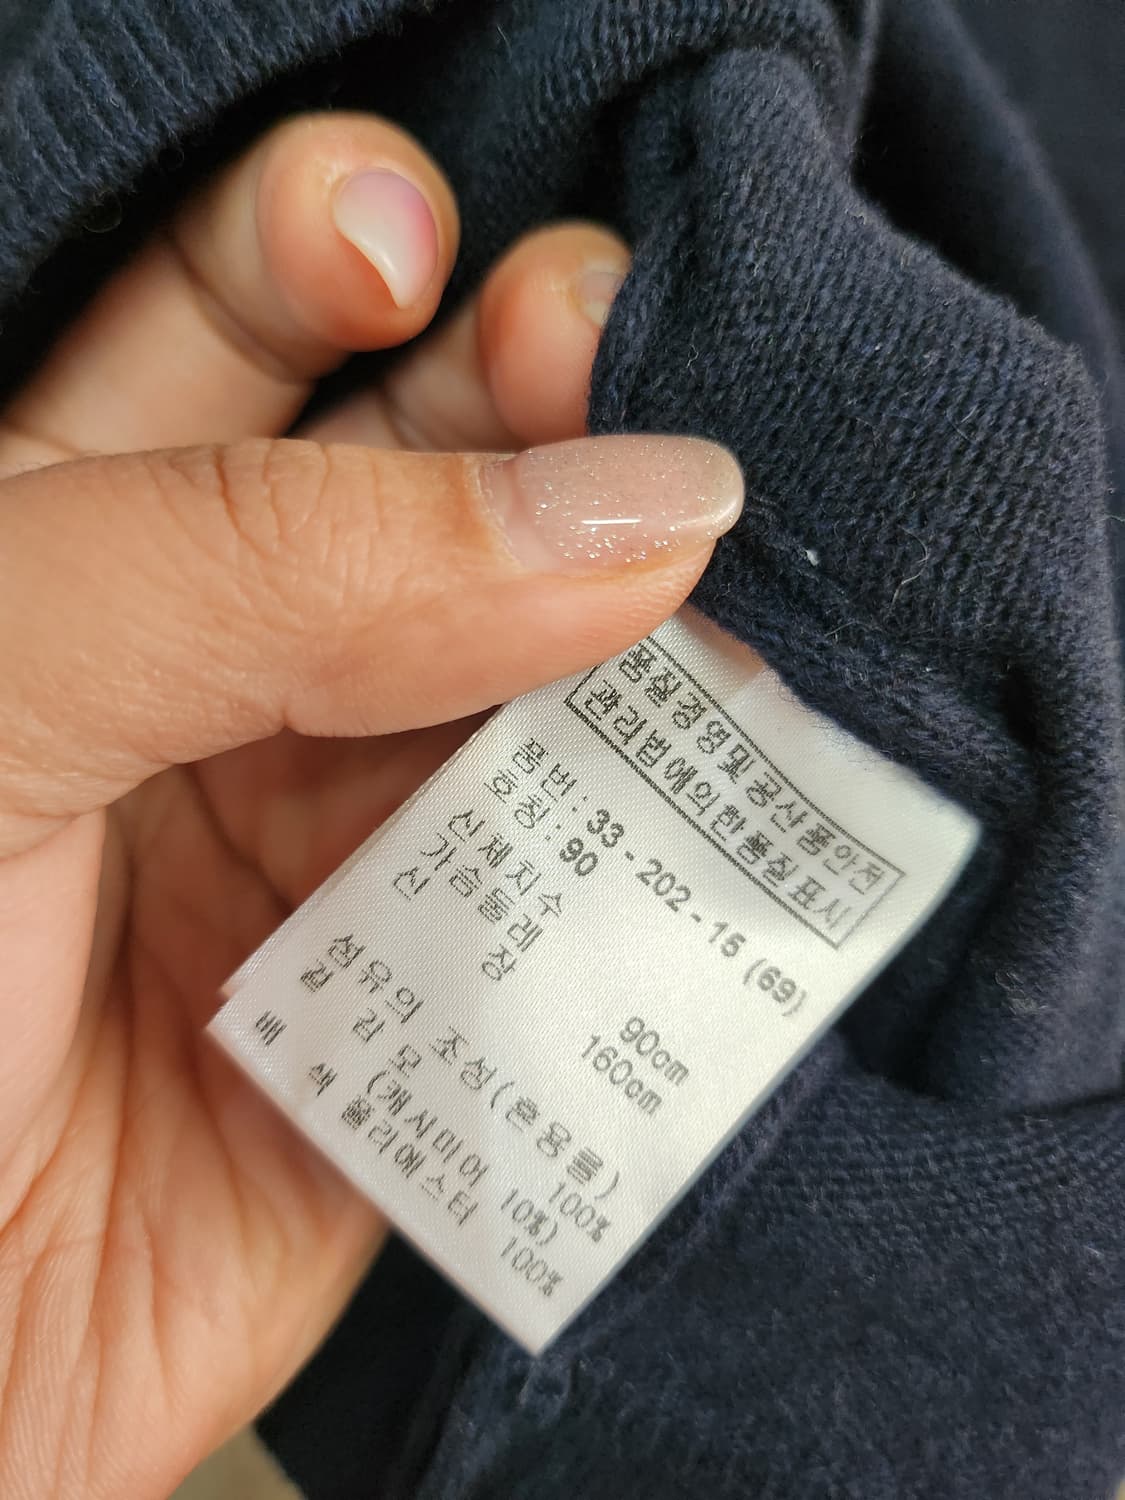 품질경영및공산품안전
관리법에의한품질표시
품번 : 33 - 202 - 15 (69)
호칭 : 90
신체치수
가슴둘레 90cm
신 장 160cm
섬유의 조성(혼용률)
겉 감 모 100%
(캐시미어 10%)
배 색 폴리에스터 100%